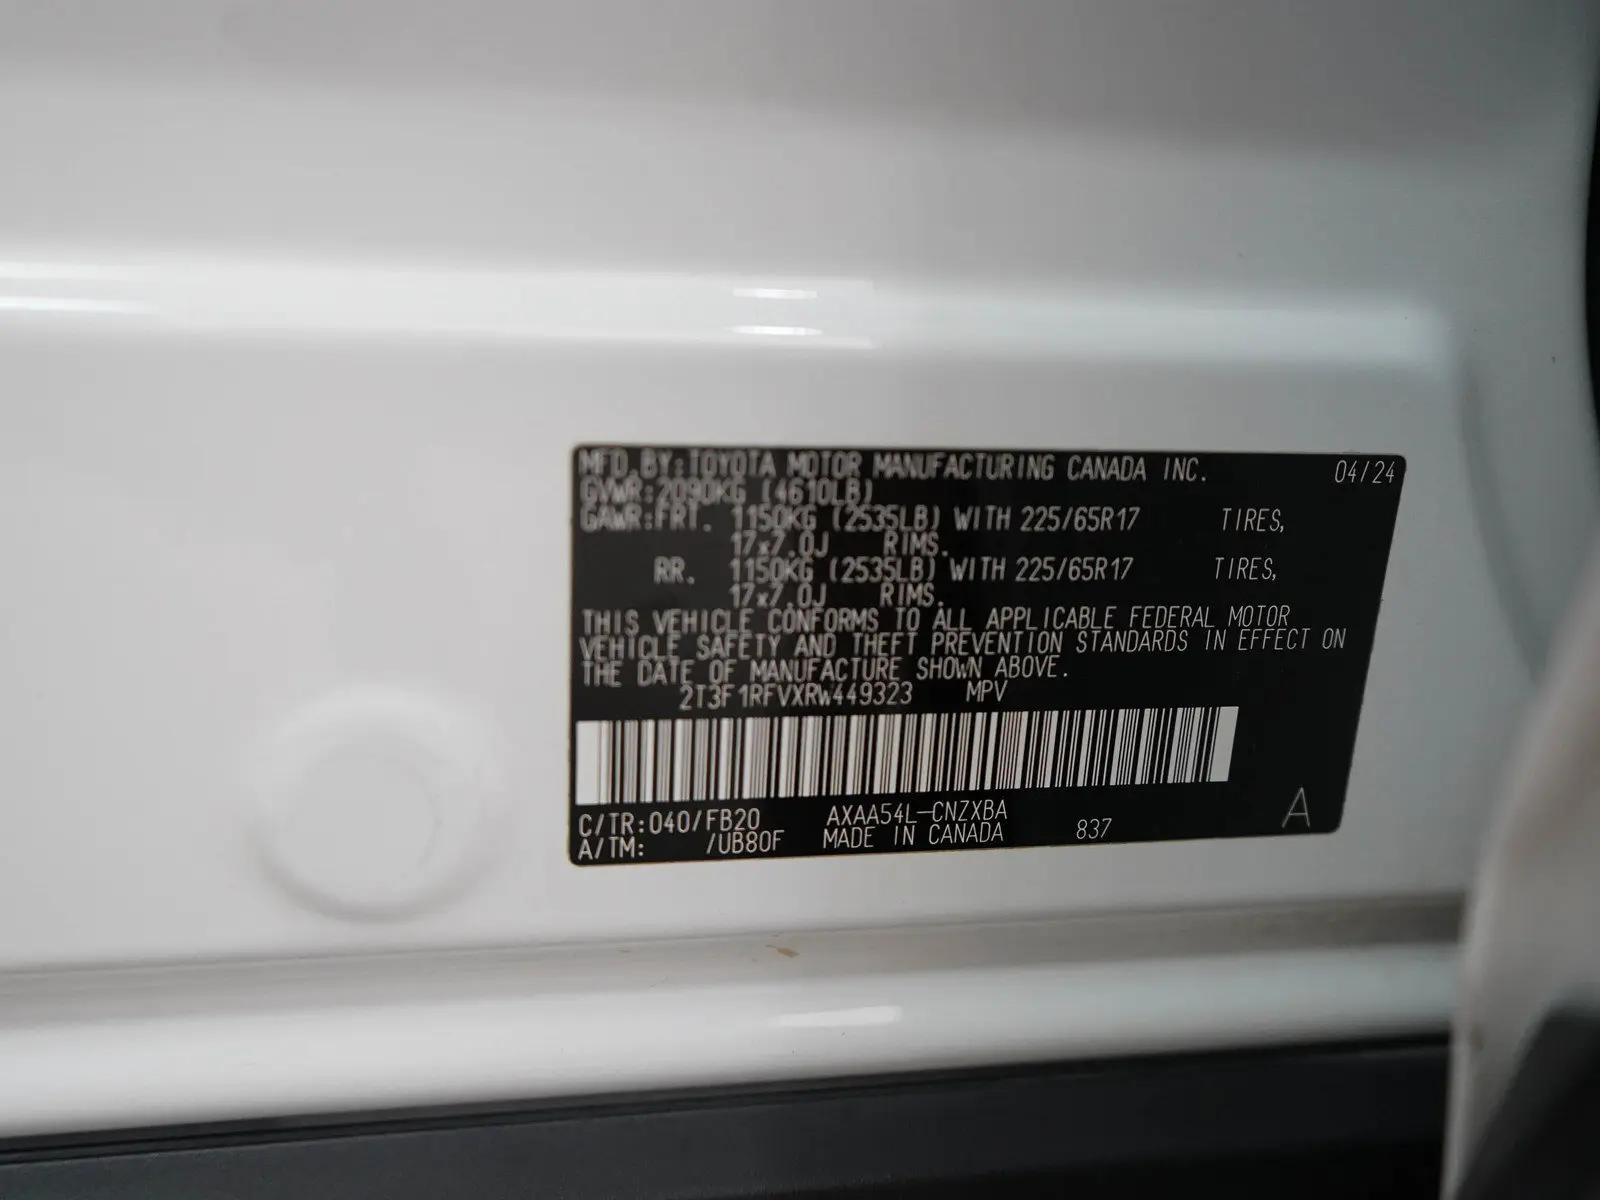 MFD.BY:TOYOTA MOTOR MANUFACTURING CANADA INC. 04/24
GVWR:2090KG (4610LB)
GAWR:FRT. 1150KG (2535LB) WITH 225/65R17 TIRES,
17x7.0J RIMS.
RR. 1150KG (2535LB) WITH 225/65R17 TIRES,
17x7.0J RIMS.
THIS VEHICLE CONFORMS TO ALL APPLICABLE FEDERAL MOTOR
VEHICLE SAFETY AND THEFT PREVENTION STANDARDS IN EFFECT ON
THE DATE OF MANUFACTURE SHOWN ABOVE.
2T3F1RFVXRW449323 MPV
C/TR:040/FB20 AXAA54L-CNZXBA
A/TM: /UB80F MADE IN CANADA 837 A